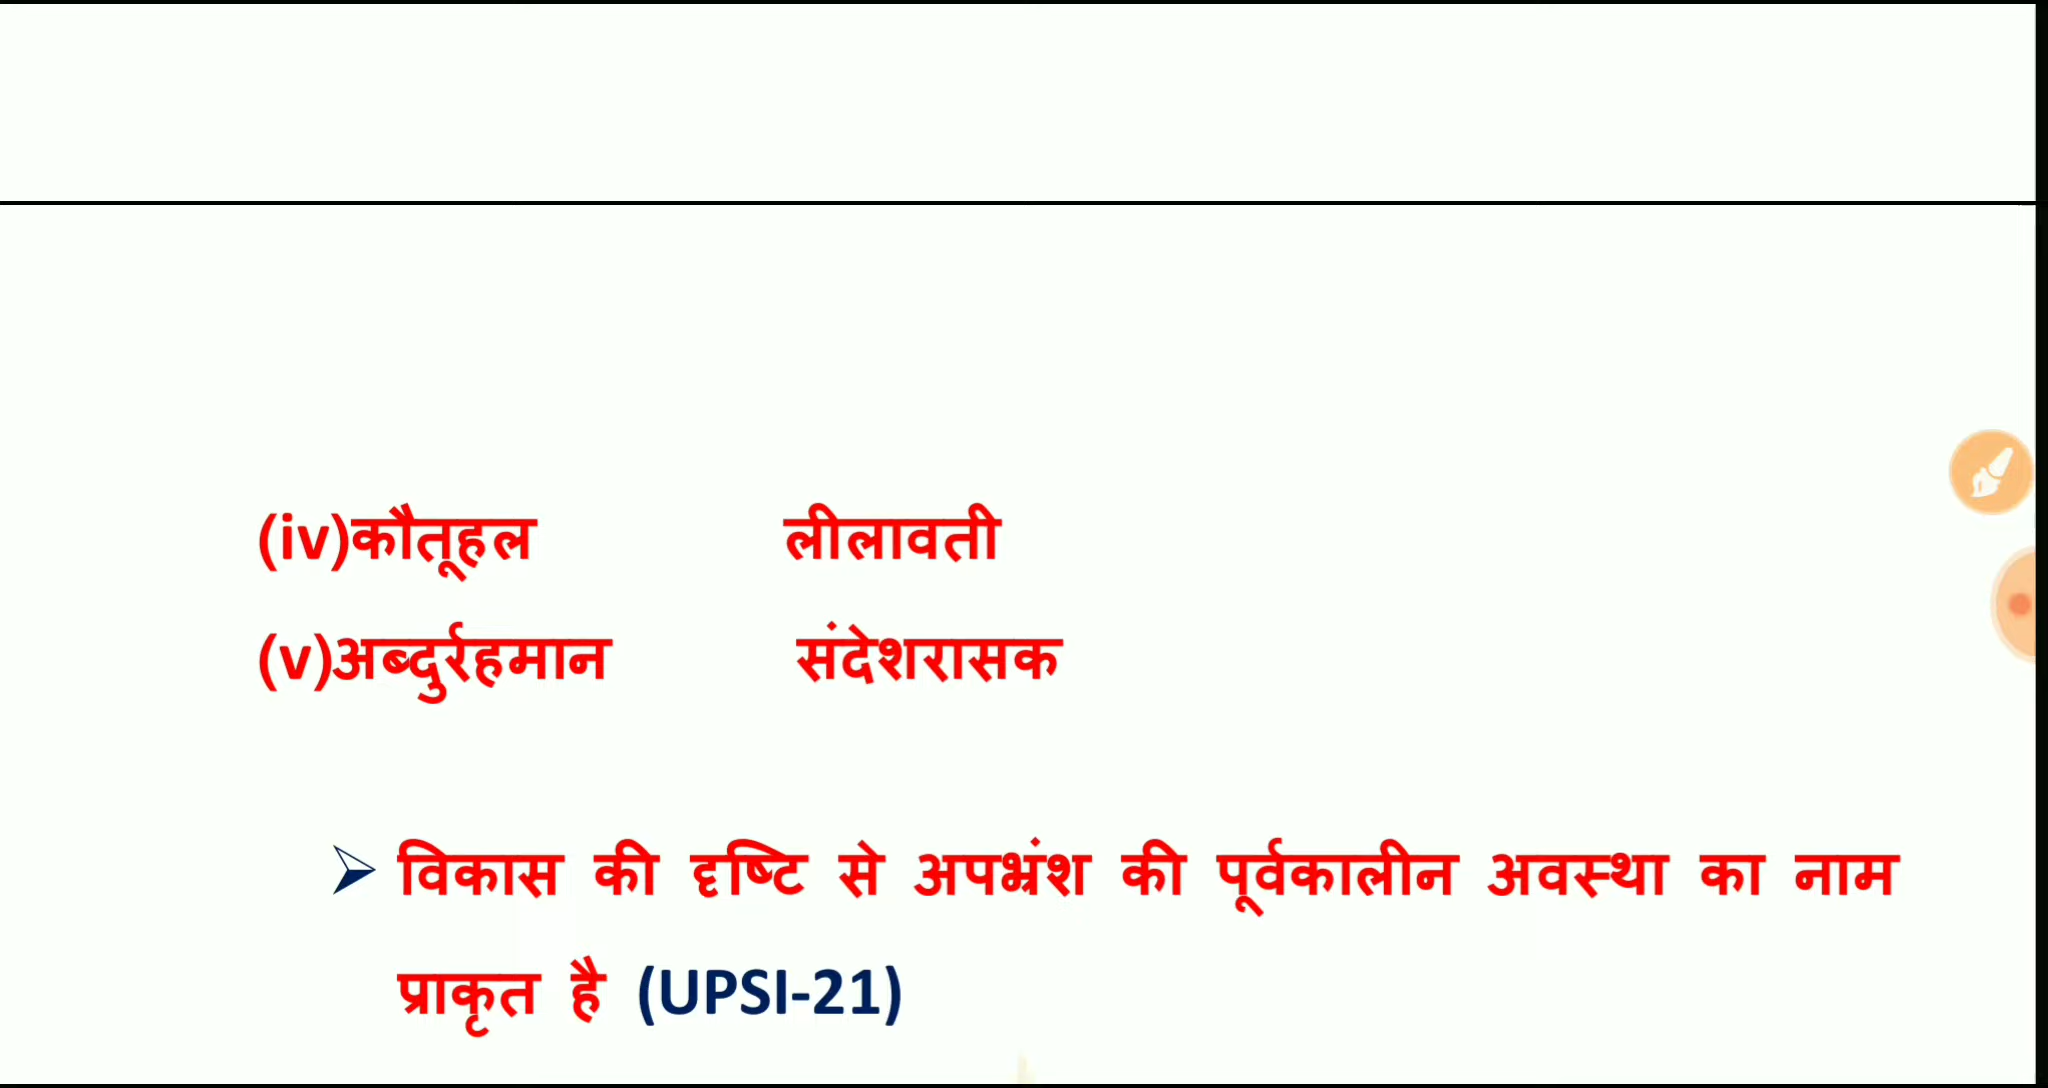 (iv)कौतूहल लीलावती
(v)अब्दुर्रहमान संदेशरासक
➢ विकास की दृष्टि से अपभ्रंश की पूर्वकालीन अवस्था का नाम
प्राकृत है (UPSI-21)